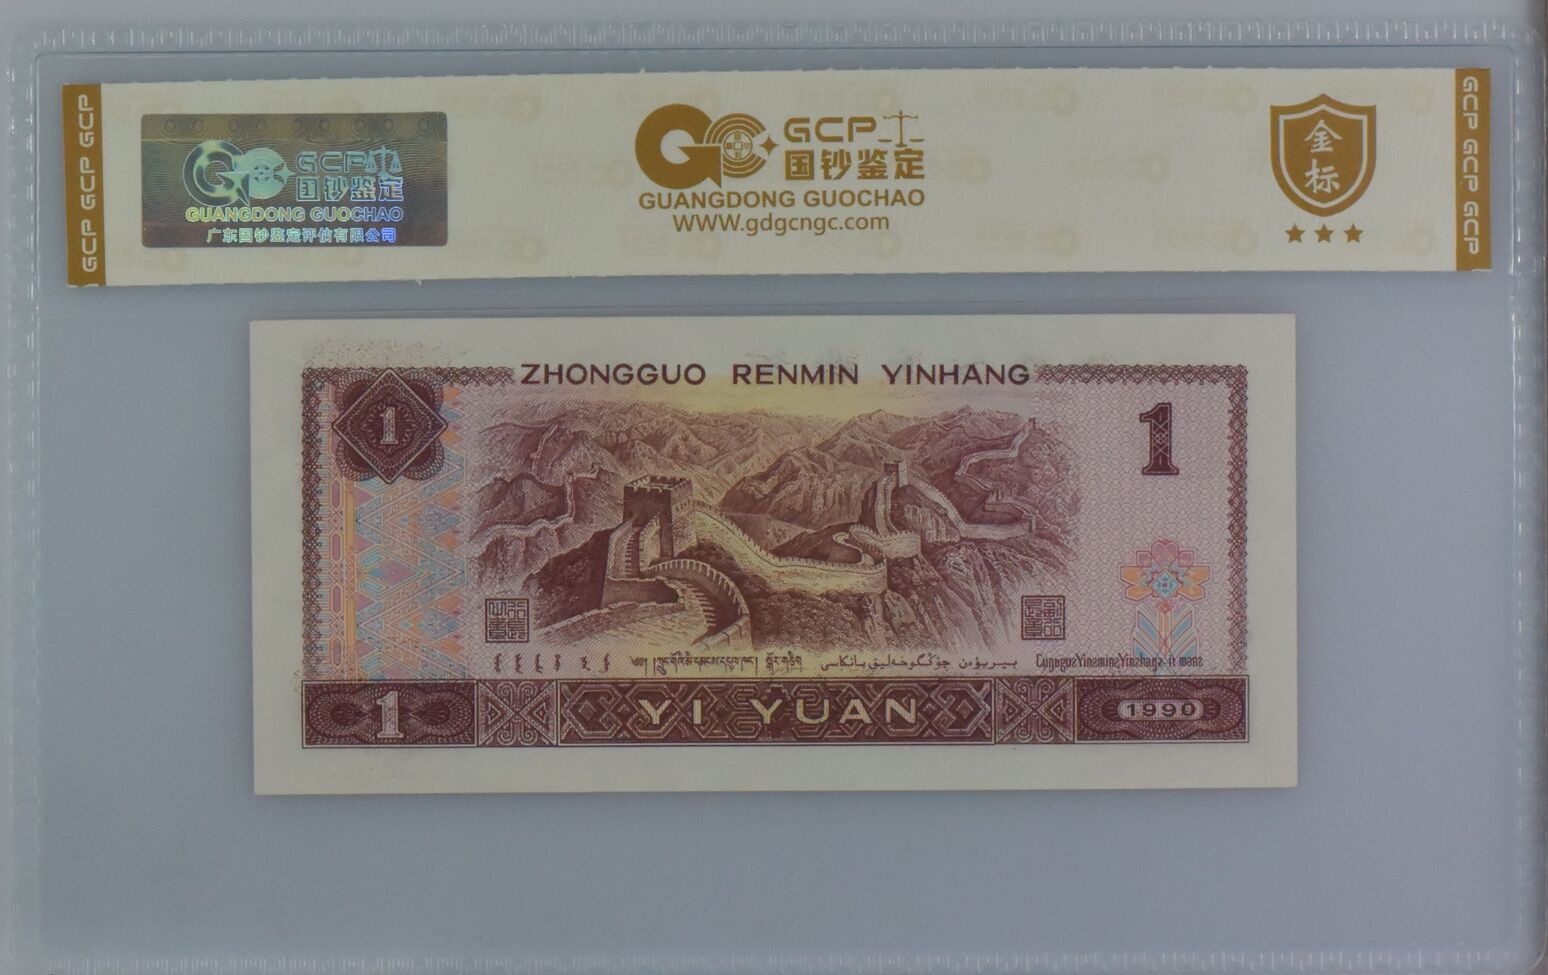 GCP GCP GCP
GCP
国钞鉴定
GUANGDONG GUOCHAO
广东国钞鉴定评估有限公司
GCP
国钞鉴定
GUANGDONG GUOCHAO
WWW.gdgcngc.com
金标
GCP GCP GCP
ZHONGGUO RENMIN YINHANG
1
1
1
YI YUAN
1990